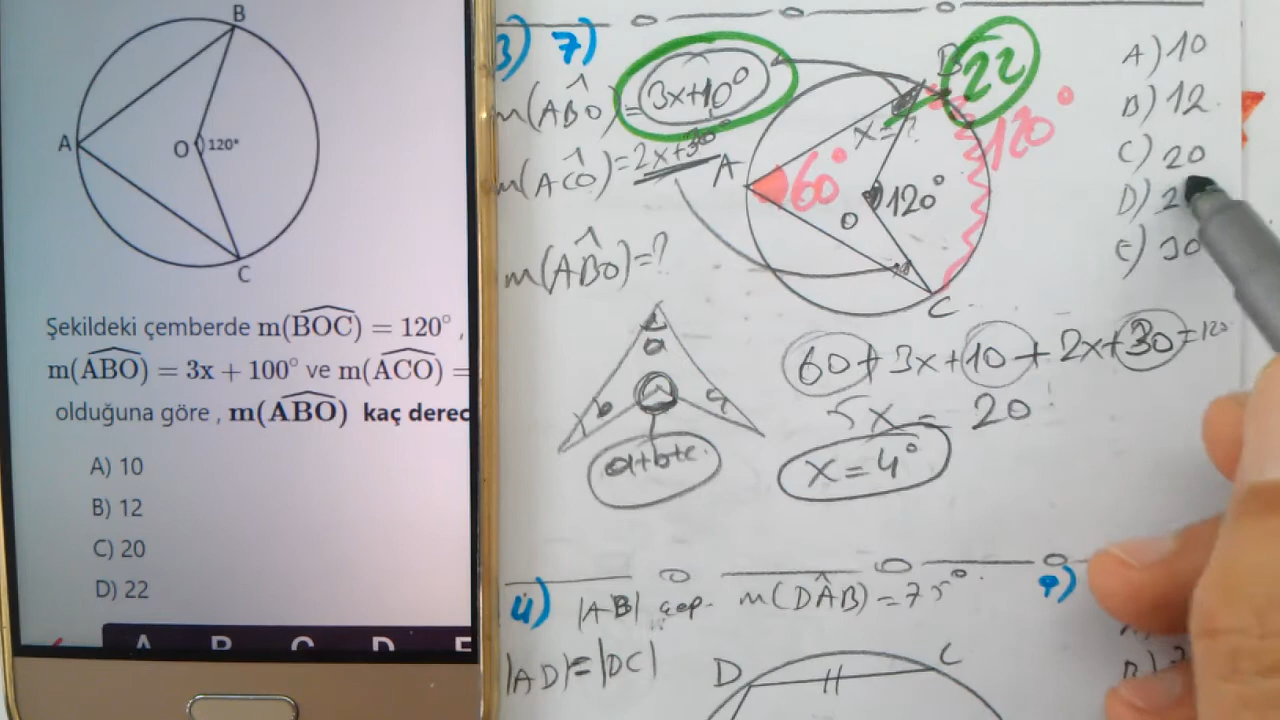 B
A
O
120°
C
Şekildeki çemberde m(BOC) = 120° ,
m(ABO) = 3x + 100° ve m(ACO) =
olduğuna göre , m(ABO) kaç derec
A) 10
B) 12
C) 20
D) 22
A B C D E
3) 7)
m(ABO) = 3x+10°
m(ACO) = 2x+30°
m(ABO) = ?
B
22
120°
x = ?
A
60°
O
120°
C
A) 10
B) 12
C) 20
D) 2
E) 30
a+b+c
60 + 3x + 10 + 2x + 30 = 120
5x = 20
x = 4°
4) |AB| çap. m(DAB) = 75°
9)
|AD| = |DC|
D
C